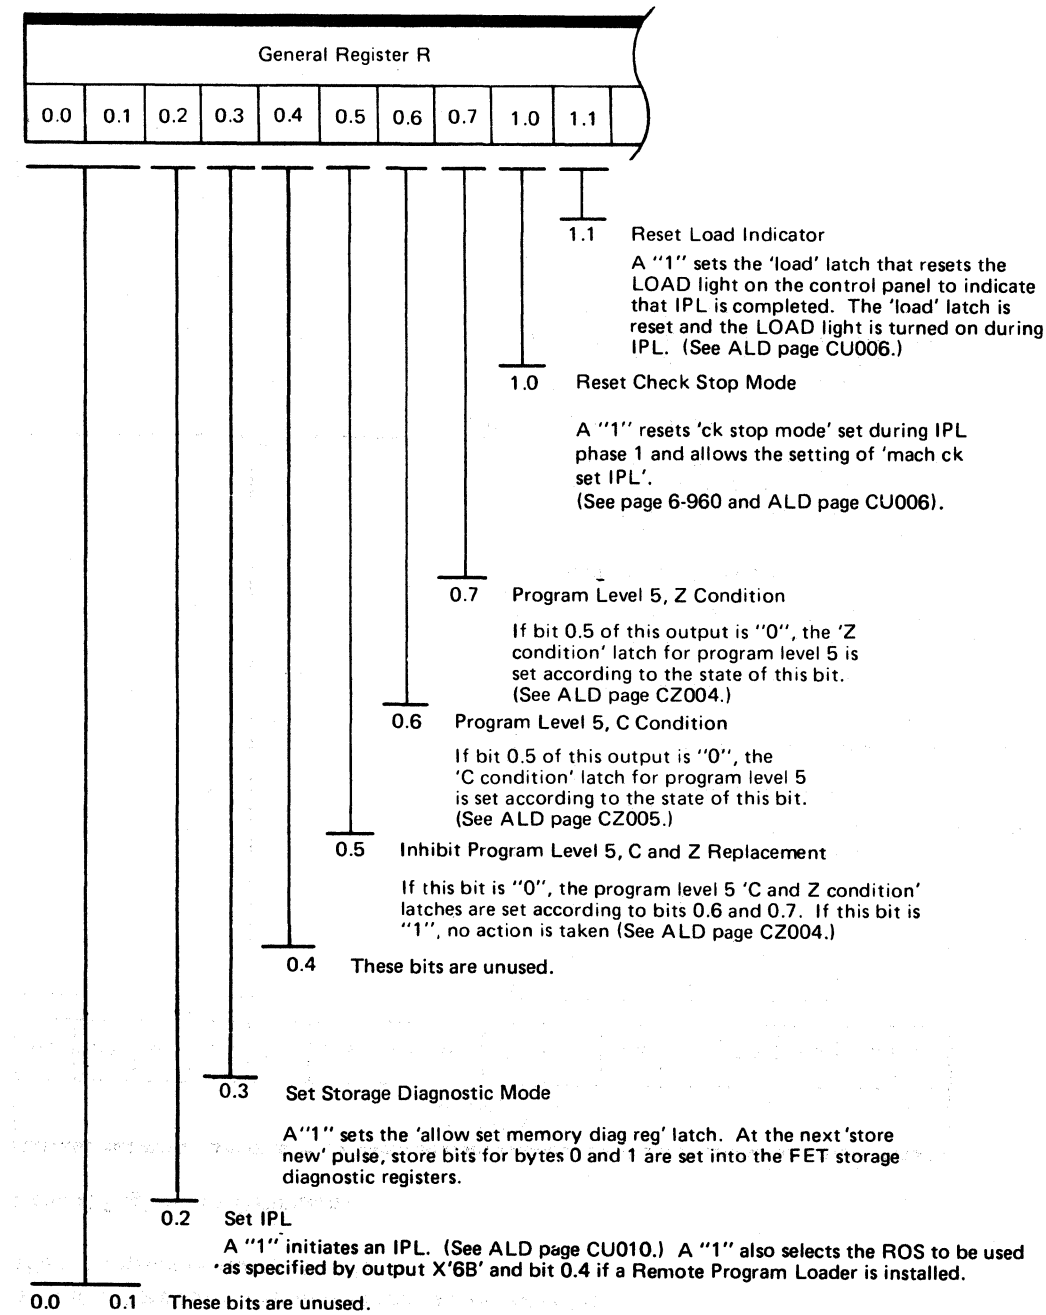 General Register R
0.0 0.1 0.2 0.3 0.4 0.5 0.6 0.7 1.0 1.1
1.1 Reset Load Indicator
A "1" sets the 'load' latch that resets the
LOAD light on the control panel to indicate
that IPL is completed. The 'load' latch is
reset and the LOAD light is turned on during
IPL. (See ALD page CU006.)
1.0 Reset Check Stop Mode
A "1" resets 'ck stop mode' set during IPL
phase 1 and allows the setting of 'mach ck
set IPL'.
(See page 6-960 and ALD page CU006).
0.7 Program Level 5, Z Condition
If bit 0.5 of this output is "0", the 'Z
condition' latch for program level 5 is
set according to the state of this bit.
(See ALD page CZ004.)
0.6 Program Level 5, C Condition
If bit 0.5 of this output is "0", the
'C condition' latch for program level 5
is set according to the state of this bit.
(See ALD page CZ005.)
0.5 Inhibit Program Level 5, C and Z Replacement
If this bit is "0", the program level 5 'C and Z condition'
latches are set according to bits 0.6 and 0.7. If this bit is
"1", no action is taken (See ALD page CZ004.)
0.4 These bits are unused.
0.3 Set Storage Diagnostic Mode
A"1" sets the 'allow set memory diag reg' latch. At the next 'store
new' pulse, store bits for bytes 0 and 1 are set into the FET storage
diagnostic registers.
0.2 Set IPL
A "1" initiates an IPL. (See ALD page CU010.) A "1" also selects the ROS to be used
as specified by output X'6B' and bit 0.4 if a Remote Program Loader is installed.
0.0 0.1 These bits are unused.